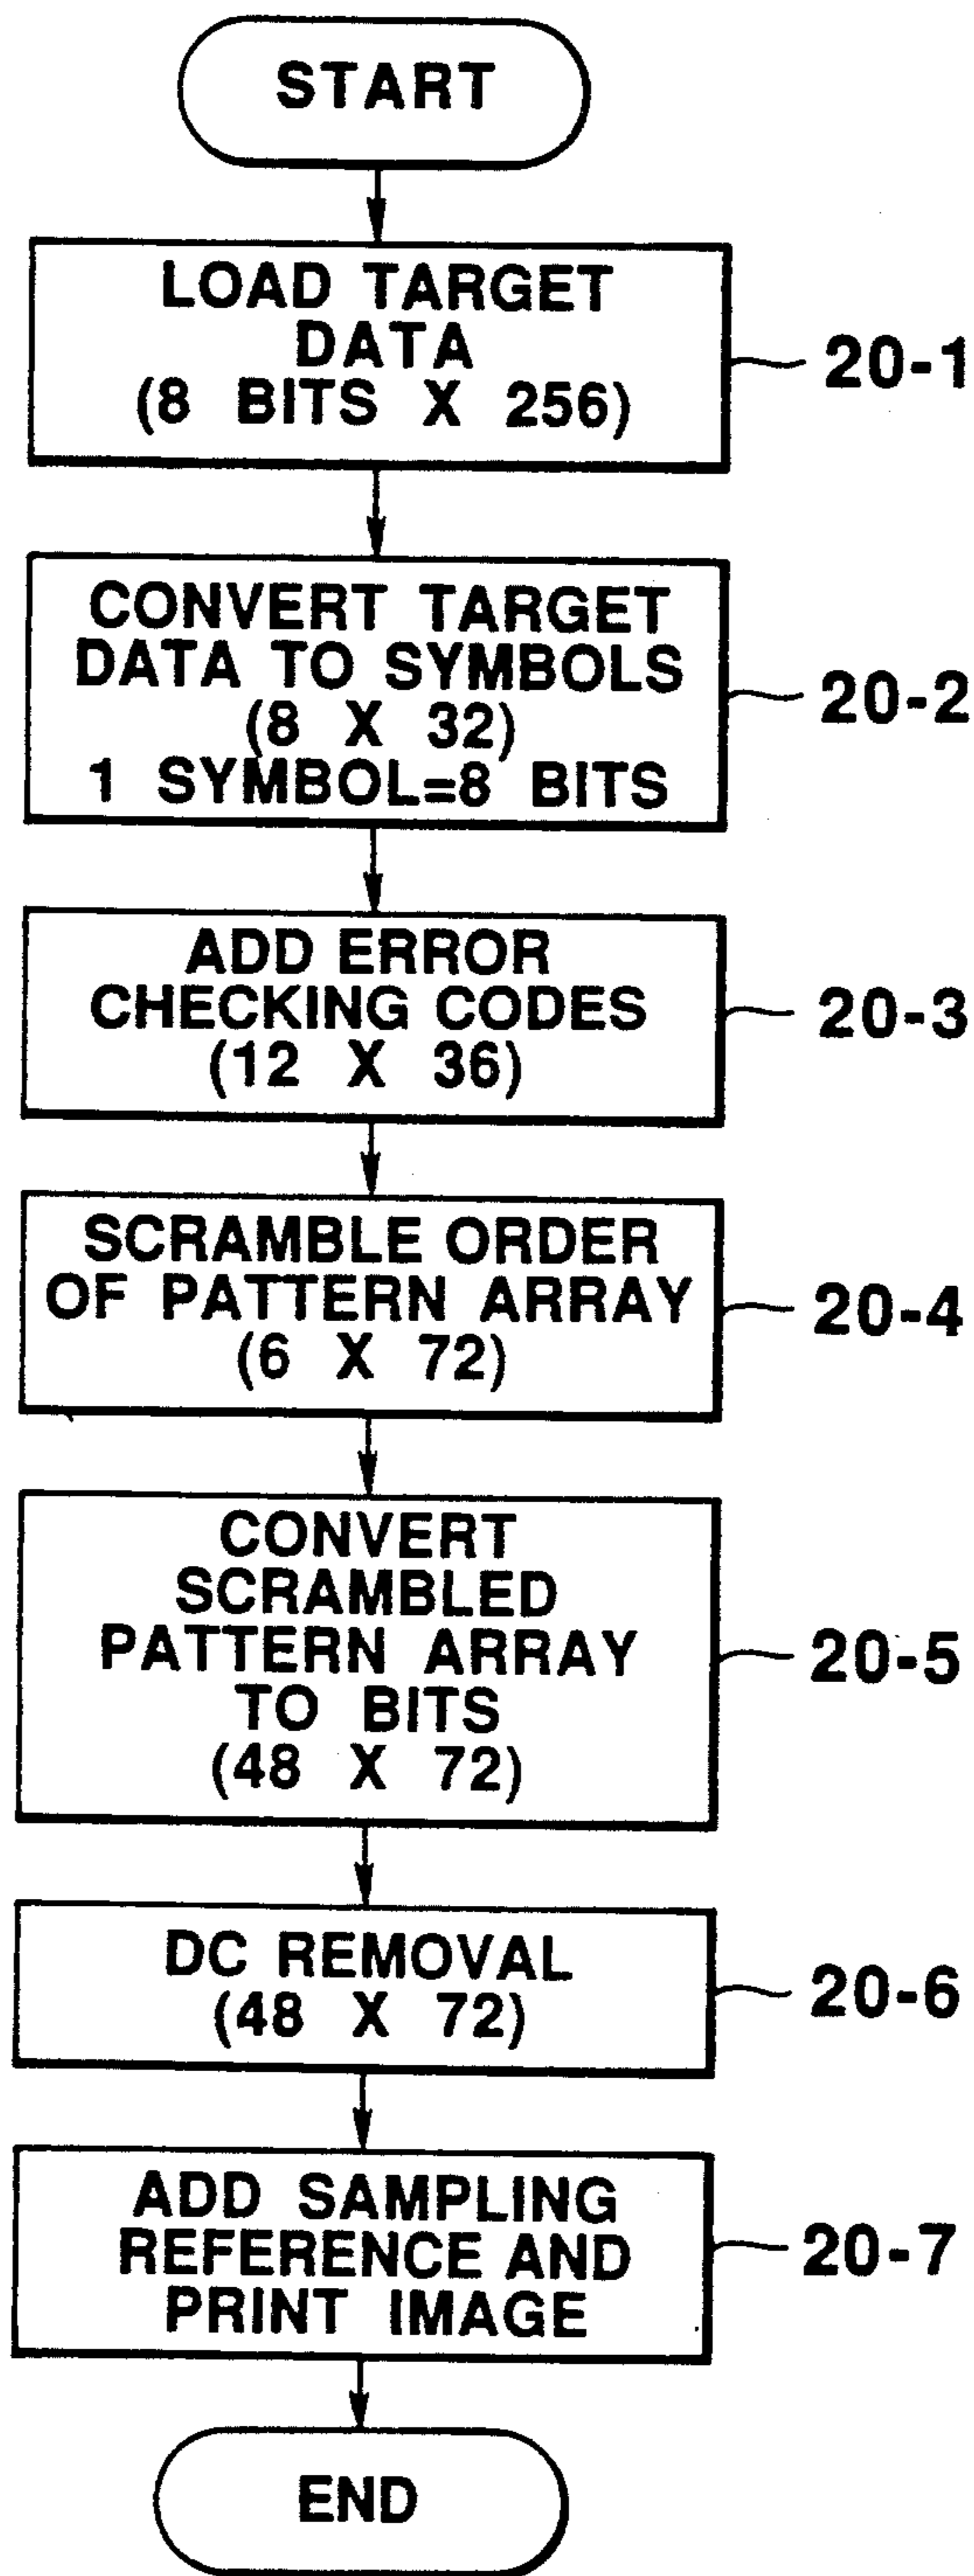 START
LOAD TARGET
DATA
(8 BITS X 256)
20-1
CONVERT TARGET
DATA TO SYMBOLS
(8 X 32)
1 SYMBOL=8 BITS
20-2
ADD ERROR
CHECKING CODES
(12 X 36)
20-3
SCRAMBLE ORDER
OF PATTERN ARRAY
(6 X 72)
20-4
CONVERT
SCRAMBLED
PATTERN ARRAY
TO BITS
(48 X 72)
20-5
DC REMOVAL
(48 X 72)
20-6
ADD SAMPLING
REFERENCE AND
PRINT IMAGE
20-7
END